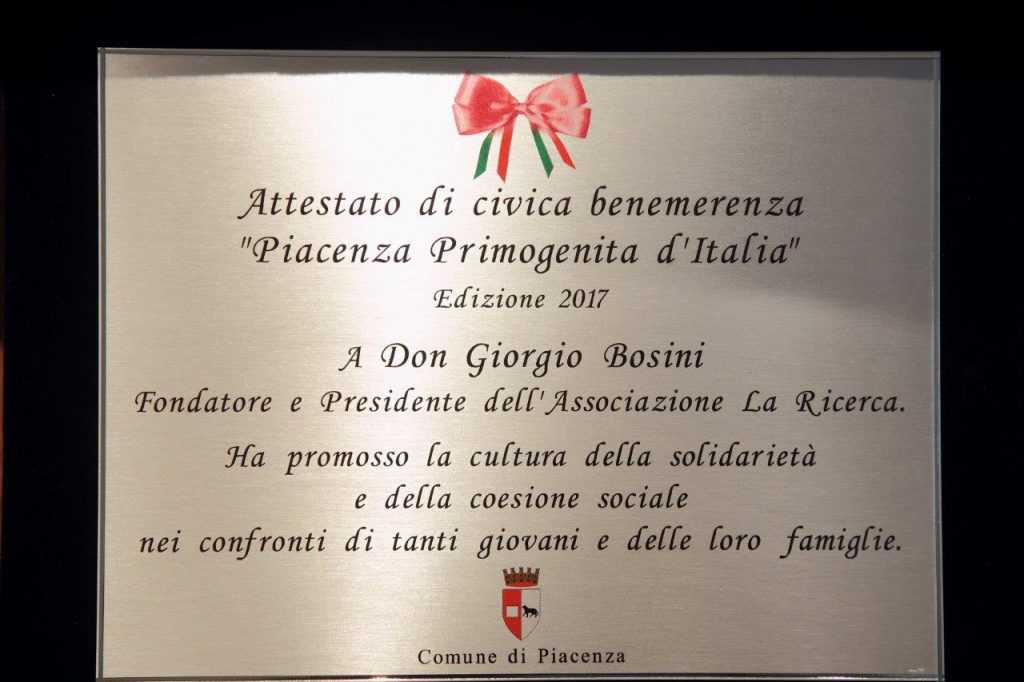 Attestato di civica benemerenza
"Piacenza Primogenita d'Italia"
Edizione 2017
A Don Giorgio Bosini
Fondatore e Presidente dell'Associazione La Ricerca.
Ha promosso la cultura della solidarietà
e della coesione sociale
nei confronti di tanti giovani e delle loro famiglie.
Comune di Piacenza